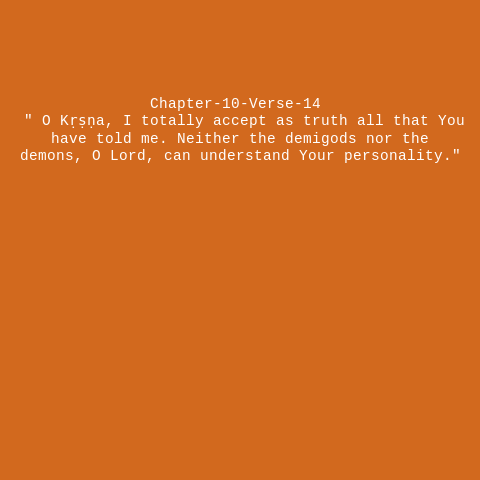 Chapter-10-Verse-14
" O Kṛṣṇa, I totally accept as truth all that You
have told me. Neither the demigods nor the
demons, O Lord, can understand Your personality."